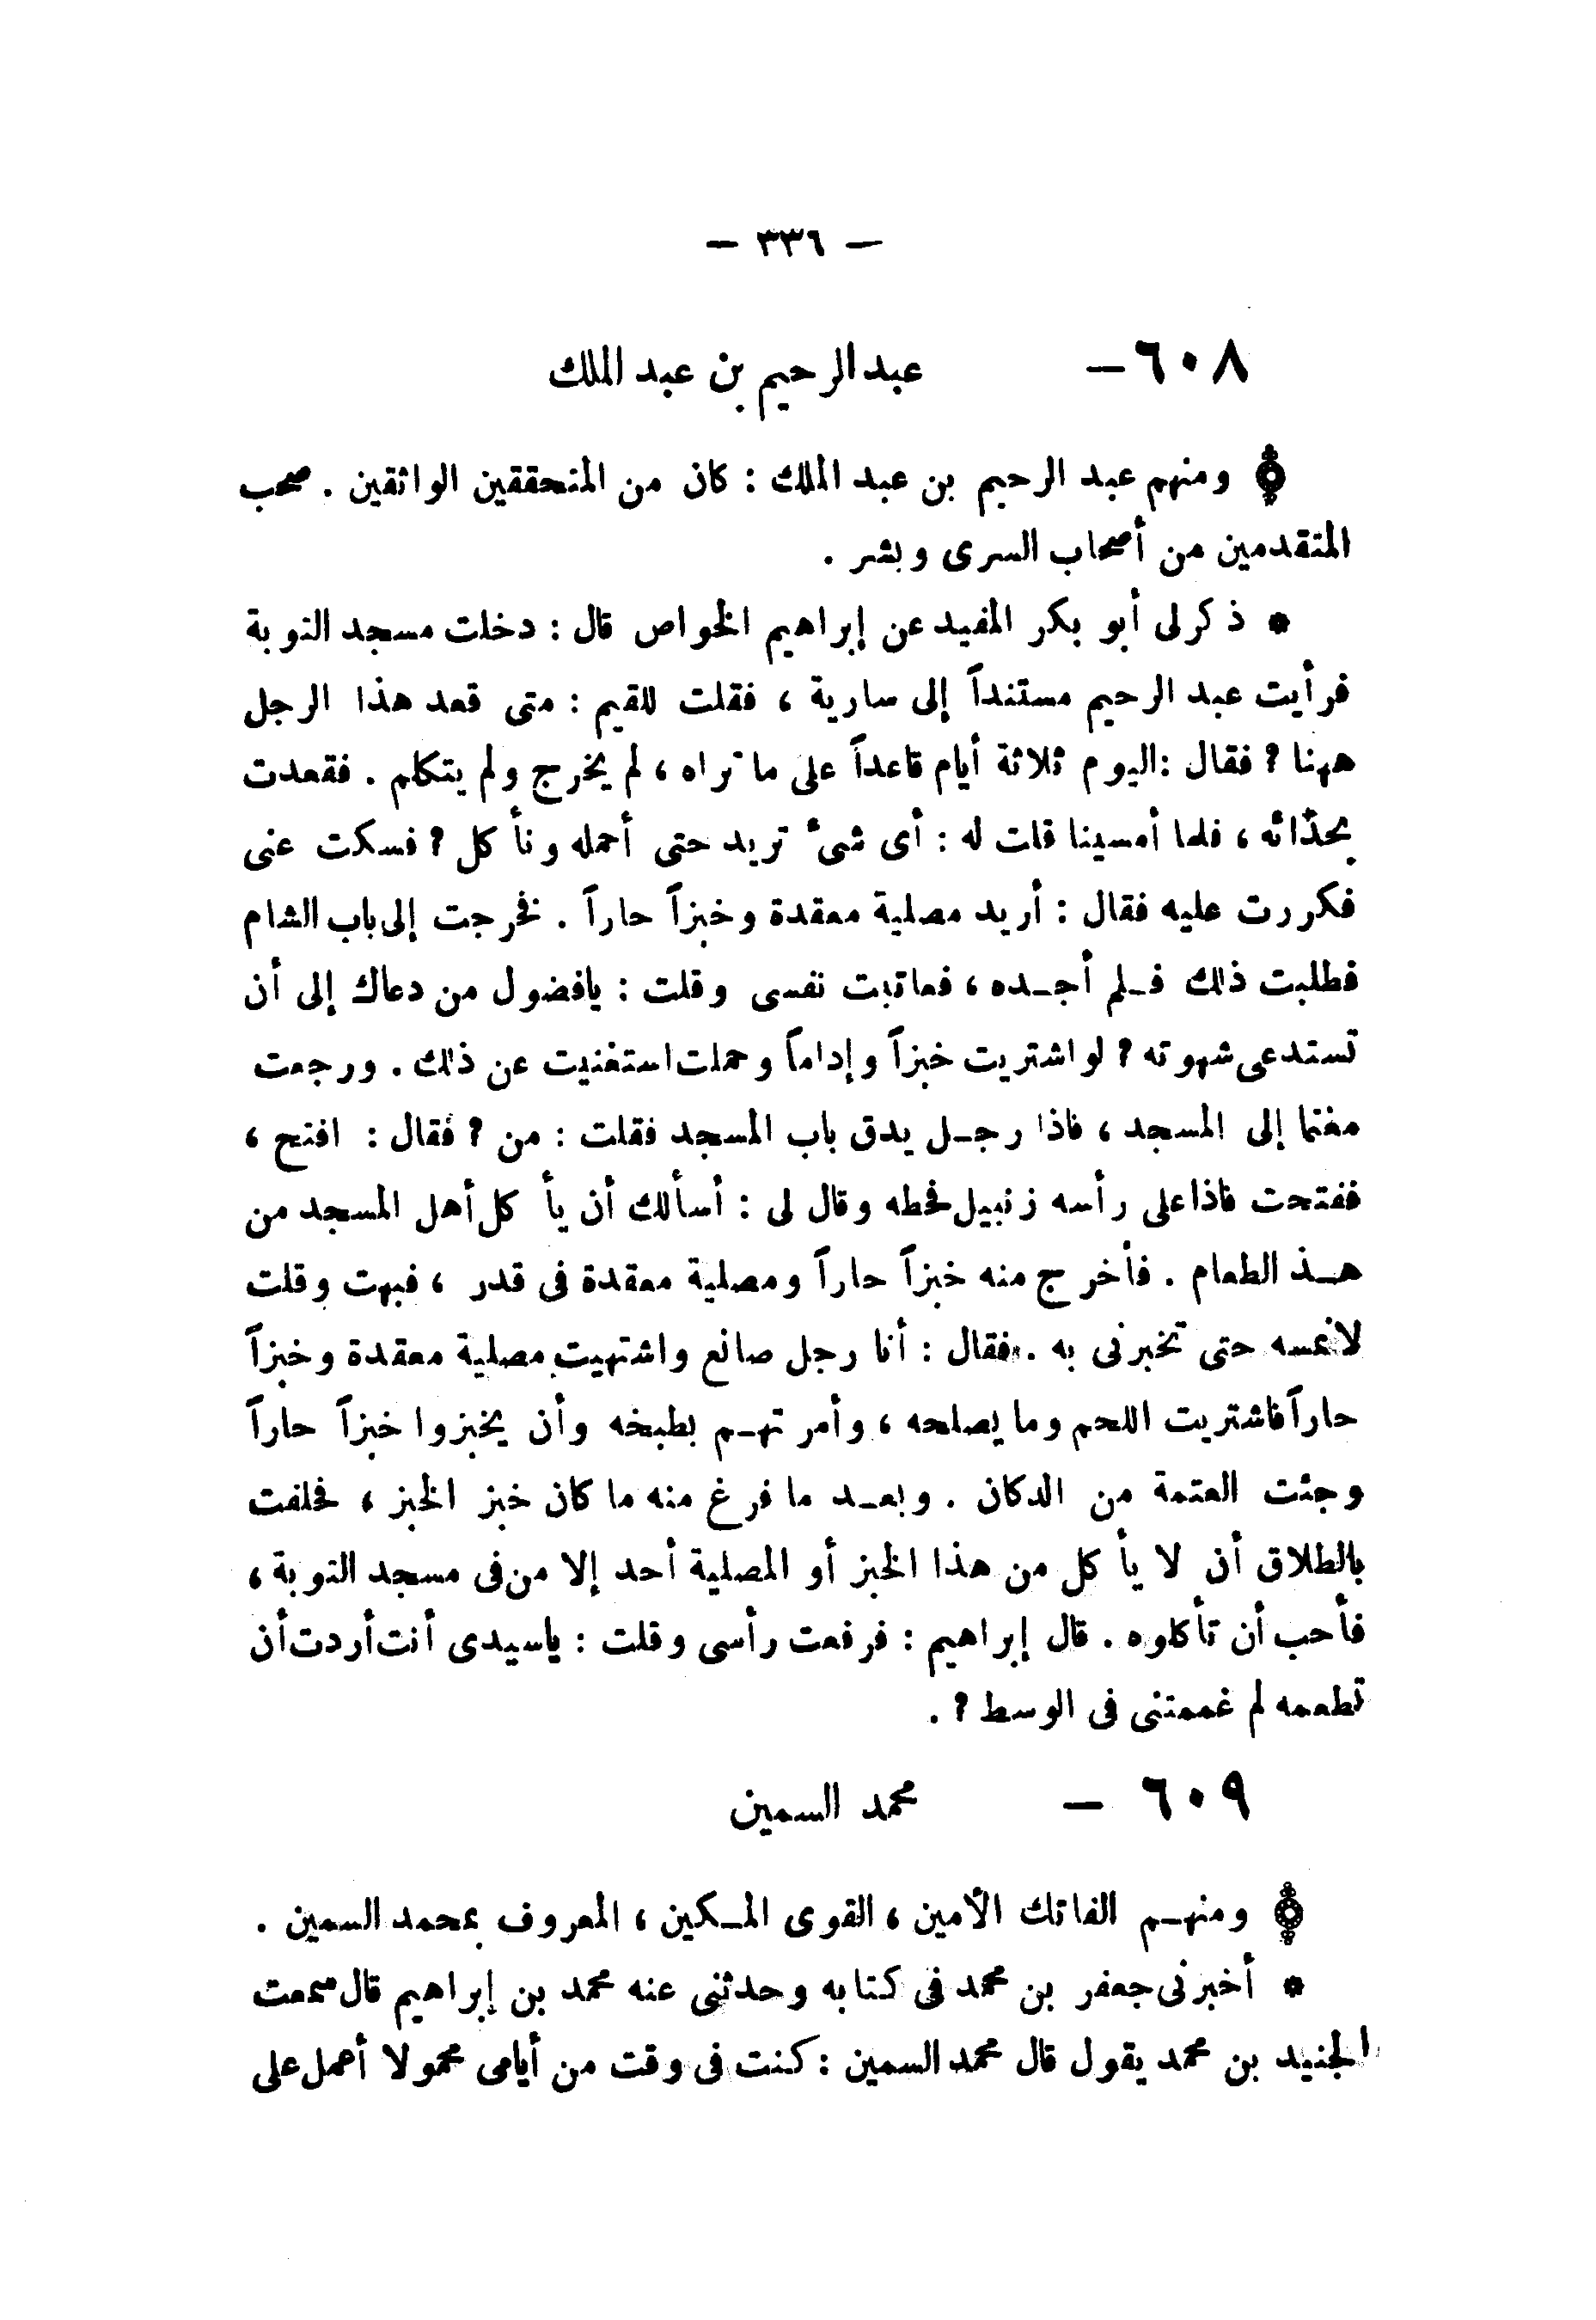 — ٣٣٦ —
٦٠٨ — عبد الرحيم بن عبد الملك
ومنهم عبد الرحيم بن عبد الملك : كان من المتحققين الواثقين . صحب
المتقدمين من أصحاب السرى وبشر .
* ذكر لى أبو بكر المفيد عن إبراهيم الخواص قال : دخلت مسجد التوبة
فرأيت عبد الرحيم مستنداً إلى سارية ، فقلت للقيم : متى قعد هذا الرجل
ههنا ؟ فقال : اليوم ثلاثة أيام قاعداً على ما تراه ، لم يخرج ولم يتكلم . فقعدت
بحذائه ، فلما أمسينا قلت له : أى شىء تريد حتى أحمله ونأكل ؟ فسكت عنى
فكررت عليه فقال : أريد مصلية معقدة وخبزاً حاراً . فخرجت إلى باب الشام
فطلبت ذلك فلم أجده ، فعاتبت نفسى وقلت : يافضول من دعاك إلى أن
تستدعى شهوته ؟ لو اشتريت خبزاً وإداماً وحملت استغنيت عن ذلك . ورجعت
مغتما إلى المسجد ، فاذا رجل يدق باب المسجد فقلت : من ؟ فقال : افتح ،
ففتحت فاذا على رأسه زنبيل فحطه وقال لى : أسألك أن يأكل أهل المسجد من
هذ الطعام . فأخرج منه خبزاً حاراً ومصلية معقدة فى قدر ، فبهت وقلت
لانمسه حتى تخبرنى به . فقال : أنا رجل صانع واشتهيت مصلية معقدة وخبزاً
حاراً فاشتريت اللحم وما يصلحه ، وأمرتهم بطبخه وأن يخبزوا خبزاً حاراً
وجئت العتمة من الدكان . وبعد ما فرغ منه ما كان خبز الخبز ، فحلفت
بالطلاق أن لا يأكل من هذا الخبز أو المصلية أحد إلا من فى مسجد التوبة ،
فأحب أن تأكلوه . قال إبراهيم : فرفعت رأسى وقلت : ياسيدى أنت أردت أن
تطعمه لم غممتنى فى الوسط ؟ .
٦٠٩ — محمد السمين
ومنهم الفاتك الأمين ، القوى المكين ، المعروف بمحمد السمين .
* أخبرنى جعفر بن محمد فى كتابه وحدثنى عنه محمد بن إبراهيم قال سمعت
الجنيد بن محمد يقول قال محمد السمين : كنت فى وقت من أيامى محمولا أعمل على